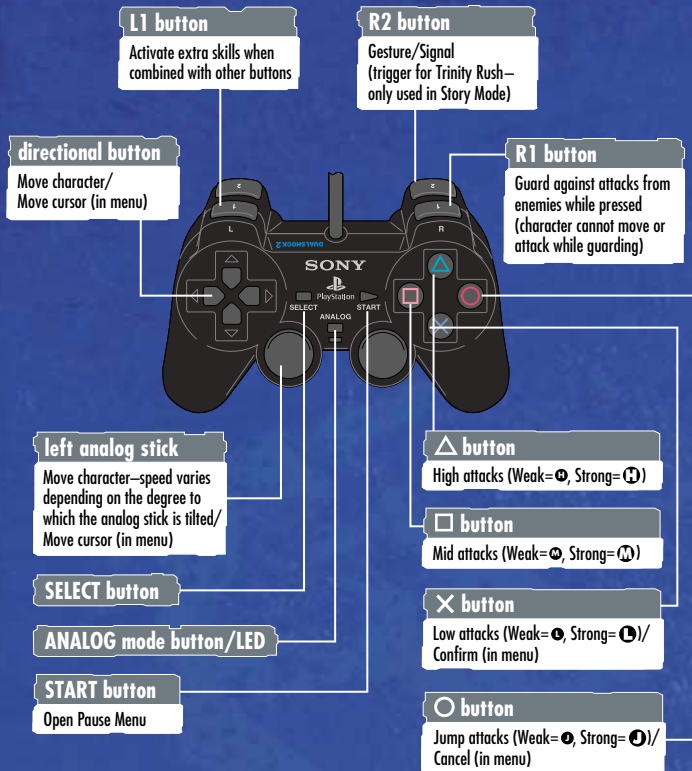 L1 button
Activate extra skills when
combined with other buttons
R2 button
Gesture/Signal
(trigger for Trinity Rush–
only used in Story Mode)
directional button
Move character/
Move cursor (in menu)
R1 button
Guard against attacks from
enemies while pressed
(character cannot move or
attack while guarding)
2
1
L
2
1
R
DUALSHOCK 2
SONY
PlayStation
SELECT
START
ANALOG
left analog stick
Move character–speed varies
depending on the degree to
which the analog stick is tilted/
Move cursor (in menu)
SELECT button
ANALOG mode button/LED
START button
Open Pause Menu
△ button
High attacks (Weak=H, Strong=H)
□ button
Mid attacks (Weak=M, Strong=M)
✕ button
Low attacks (Weak=L, Strong=L)/
Confirm (in menu)
○ button
Jump attacks (Weak=J, Strong=J)/
Cancel (in menu)